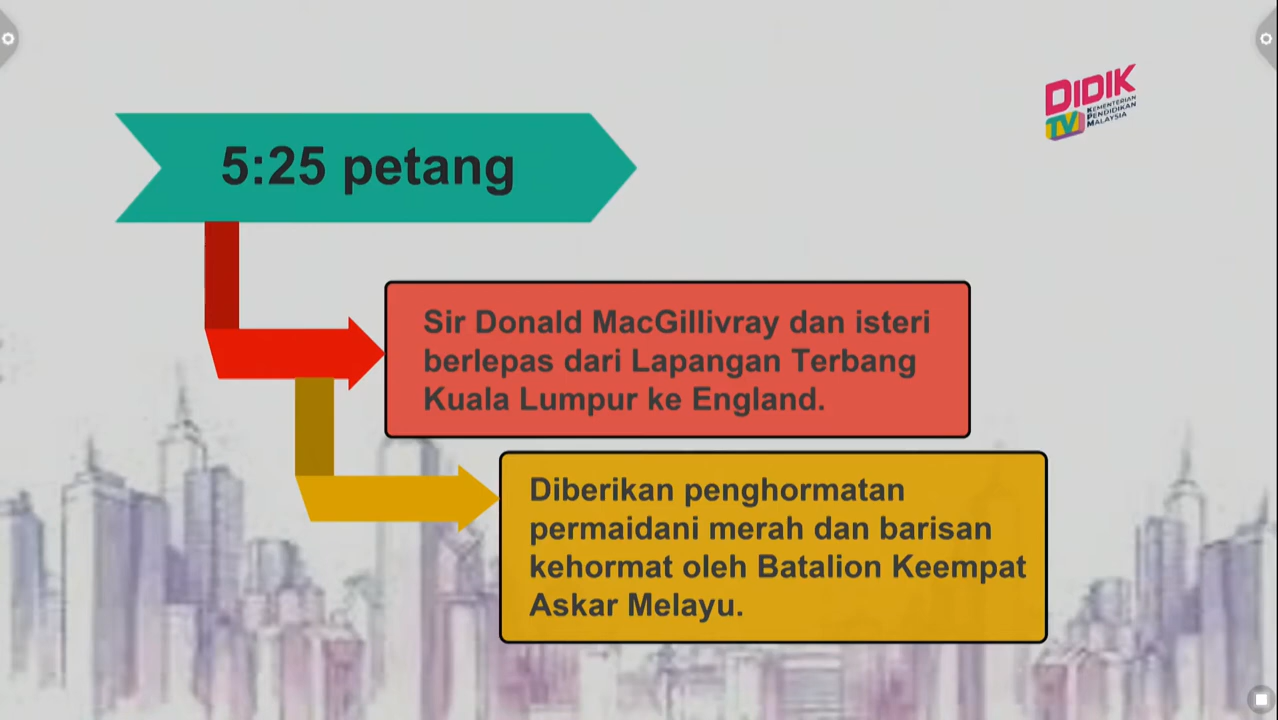 DIDIK
TV
KEMENTERIAN
PENDIDIKAN
MALAYSIA
5:25 petang
Sir Donald MacGillivray dan isteri
berlepas dari Lapangan Terbang
Kuala Lumpur ke England.
Diberikan penghormatan
permaidani merah dan barisan
kehormat oleh Batalion Keempat
Askar Melayu.